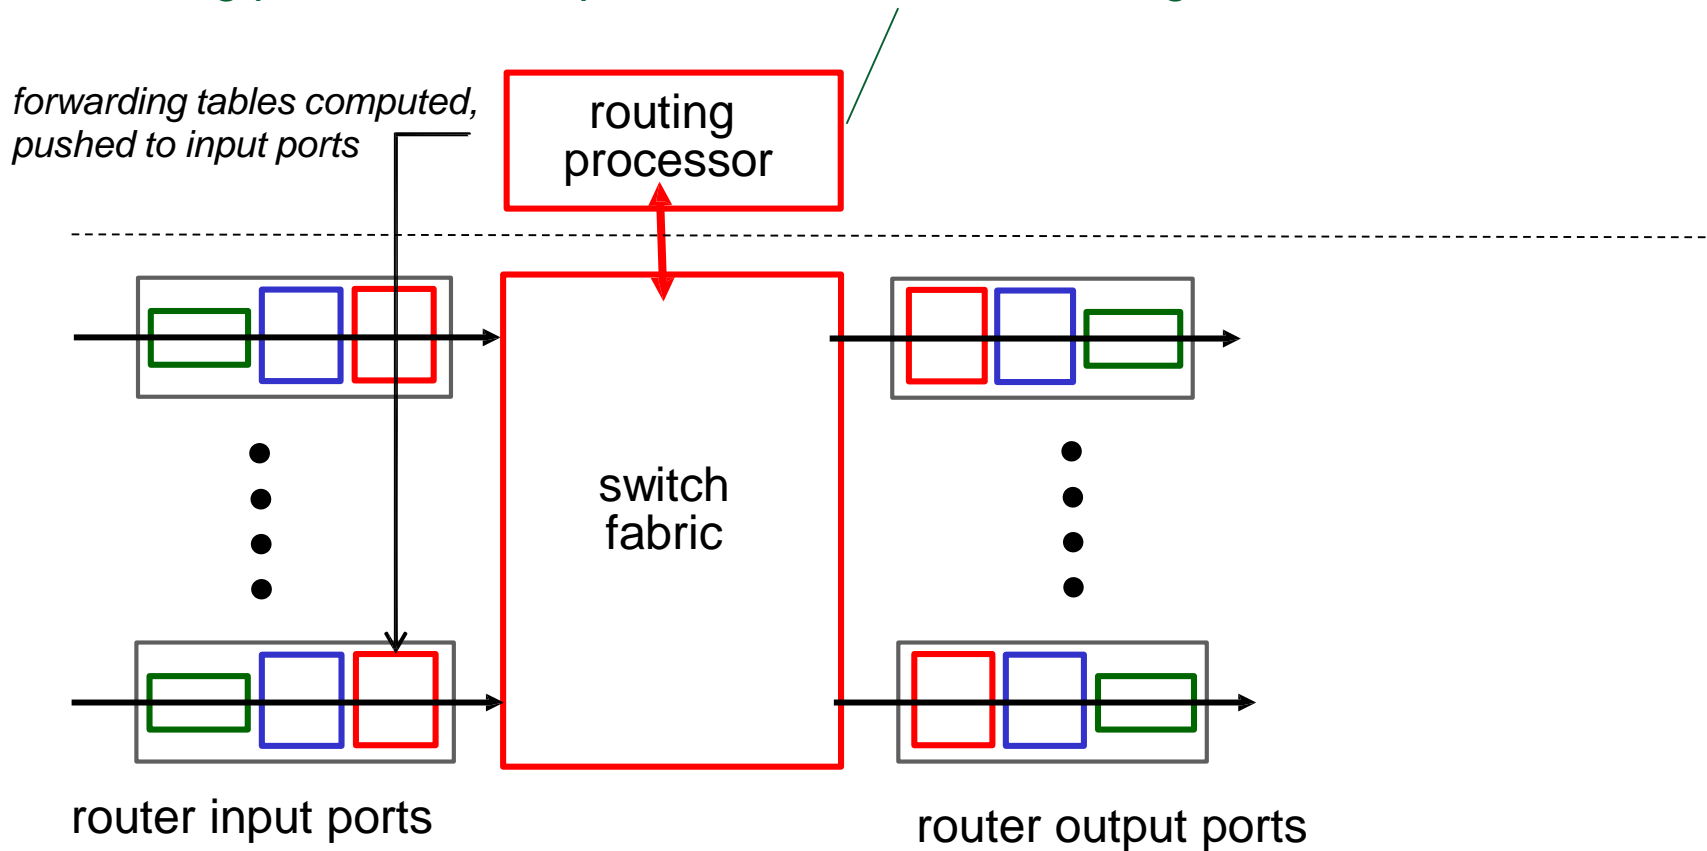 forwarding tables computed,
pushed to input ports
routing
processor
switch
fabric
router input ports
router output ports